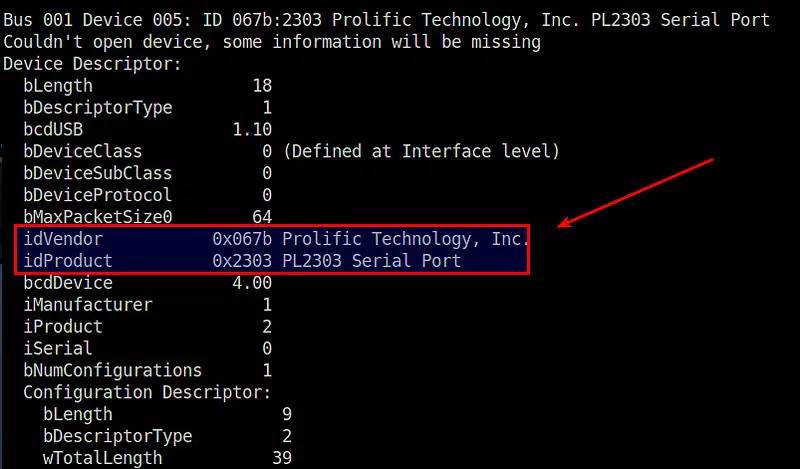 Bus 001 Device 005: ID 067b:2303 Prolific Technology, Inc. PL2303 Serial Port
Couldn't open device, some information will be missing
Device Descriptor:
  bLength                18
  bDescriptorType         1
  bcdUSB               1.10
  bDeviceClass            0 (Defined at Interface level)
  bDeviceSubClass         0
  bDeviceProtocol         0
  bMaxPacketSize0        64
  idVendor           0x067b Prolific Technology, Inc.
  idProduct          0x2303 PL2303 Serial Port
  bcdDevice            4.00
  iManufacturer           1
  iProduct                2
  iSerial                 0
  bNumConfigurations      1
  Configuration Descriptor:
    bLength                 9
    bDescriptorType         2
    wTotalLength           39